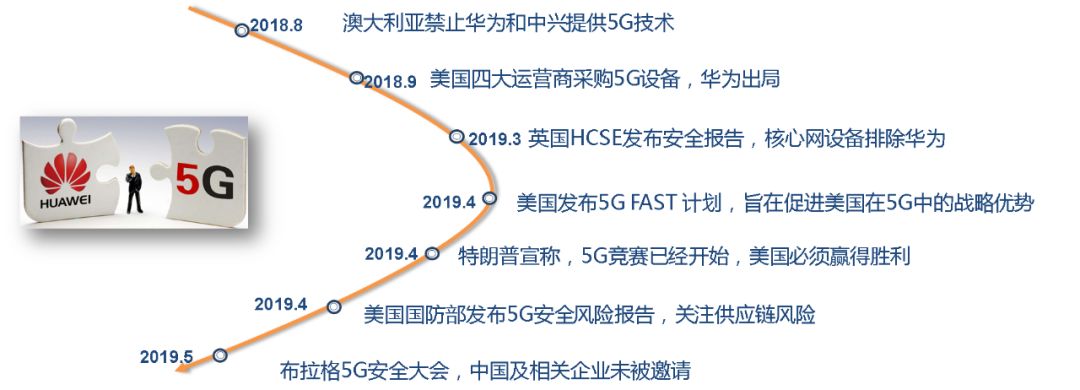 2018.8 澳大利亚禁止华为和中兴提供5G技术
2018.9 美国四大运营商采购5G设备，华为出局
2019.3 英国HCSE发布安全报告，核心网设备排除华为
HUAWEI 5G
2019.4 美国发布5G FAST 计划，旨在促进美国在5G中的战略优势
2019.4 特朗普宣称，5G竞赛已经开始，美国必须赢得胜利
2019.4 美国国防部发布5G安全风险报告，关注供应链风险
2019.5 布拉格5G安全大会，中国及相关企业未被邀请